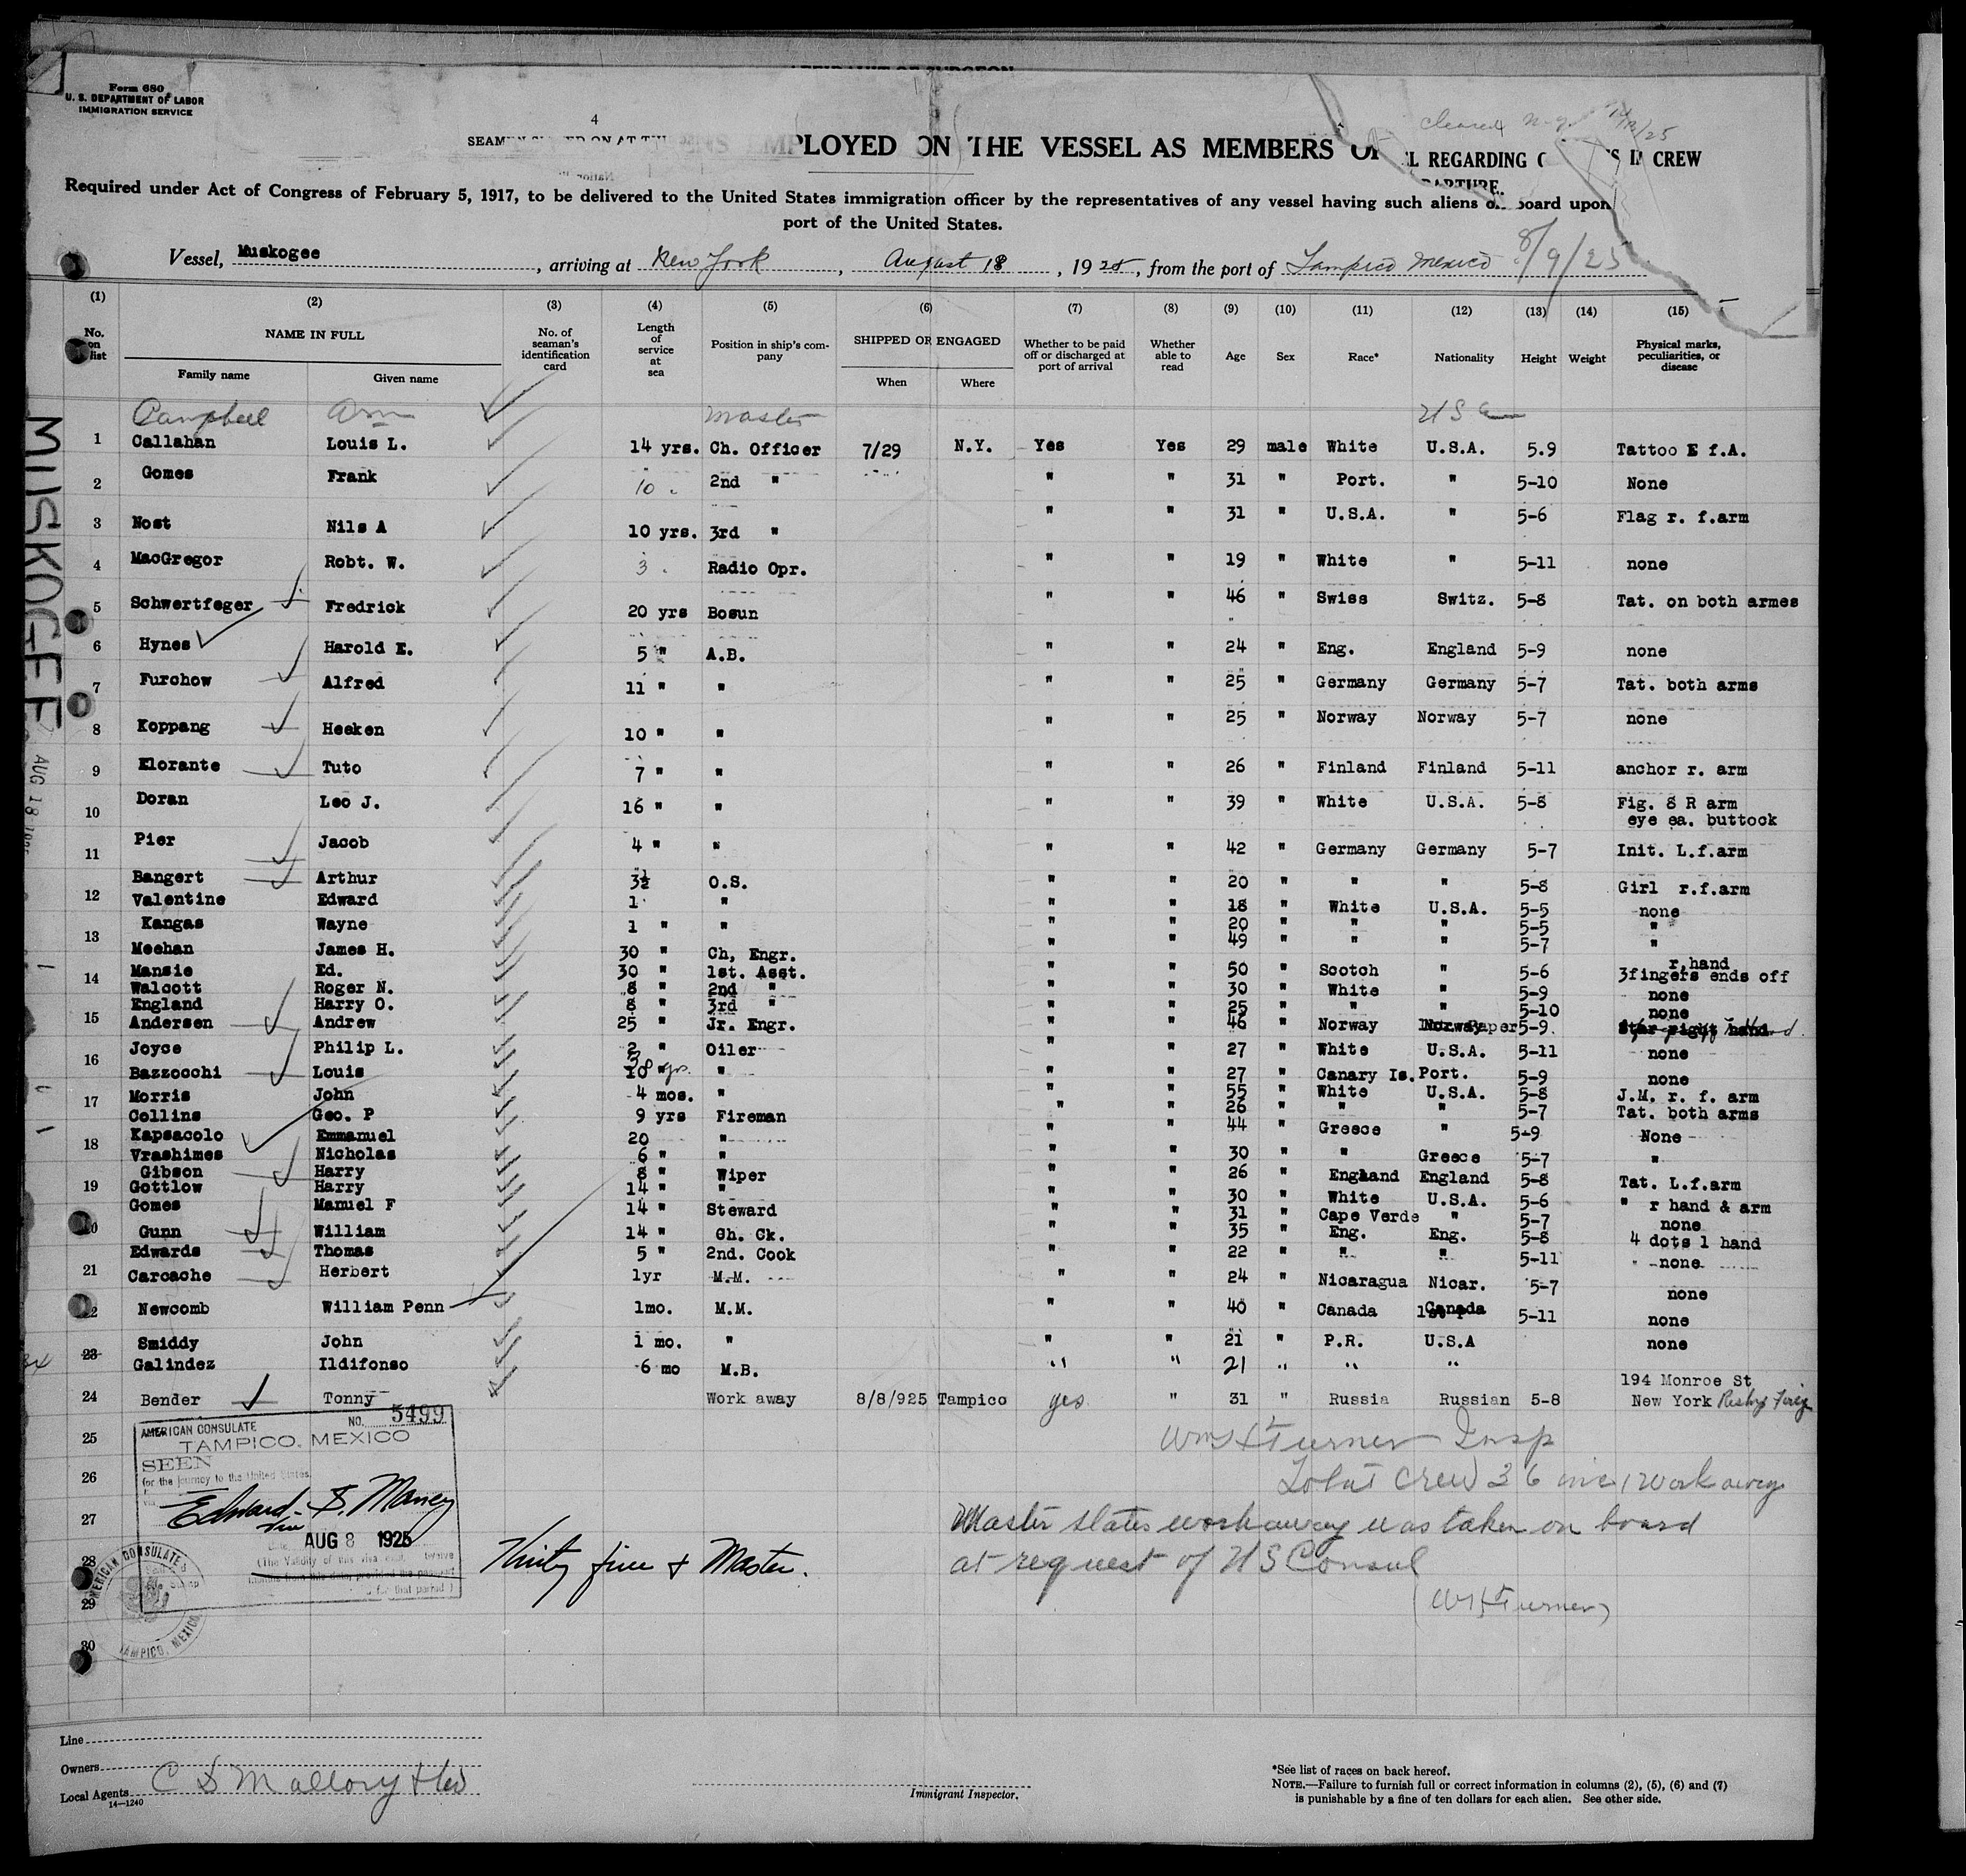 Form 680
U. S. DEPARTMENT OF LABOR
IMMIGRATION SERVICE
4
PLOYED ON THE VESSEL AS MEMBERS OF
L REGARDING CREW
PARTURE.
cleared N.Y.
Required under Act of Congress of February 5, 1917, to be delivered to the United States immigration officer by the representatives of any vessel having such aliens on board upon
port of the United States.
Vessel, Muskogee, arriving at New York, August 18, 1925, from the port of Tampico Mexico 8/9/25
(1) (2) (3) (4) (5) (6) (7) (8) (9) (10) (11) (12) (13) (14) (15)
No. on list NAME IN FULL Family name Given name No. of seaman's identification card Length of service at sea Position in ship's company SHIPPED OR ENGAGED When Where Whether to be paid off or discharged at port of arrival Whether able to read Age Sex Race* Nationality Height Weight Physical marks, peculiarities, or disease
Campbell Master U S
1 Callahan Louis L. 14 yrs. Ch. Officer 7/29 N.Y. Yes Yes 29 male White U.S.A. 5.9 Tattoo E f.A.
2 Gomes Frank 10 2nd " " " 31 " Port. " 5-10 None
3 Nost Nils A 10 yrs. 3rd " " " 31 " U.S.A. " 5-6 Flag r. f.arm
4 MacGregor Robt. W. 3 Radio Opr. " " 19 " White " 5-11 none
5 Schwertfeger Fredrick 20 yrs Bosun " " 46 " Swiss Switz. 5-8 Tat. on both armes
6 Hynes Harold E. 5 " A.B. " " 24 " Eng. England 5-9 none
7 Furchow Alfred 11 " " " " 25 " Germany Germany 5-7 Tat. both arms
8 Koppang Heeken 10 " " " " 25 " Norway Norway 5-7 none
9 Elorante Tuto 7 " " " " 26 " Finland Finland 5-11 anchor r. arm
10 Doran Leo J. 16 " " " " 39 " White U.S.A. 5-8 Fig. 8 R arm
eye ea. buttock
11 Pier Jacob 4 " " " " 42 " Germany Germany 5-7 Init. L.f.arm
12 Bangert Arthur 3½ O.S. " " 20 " " " 5-8 Girl r.f.arm
Valentine Edward 1 " " " 18 " White U.S.A. 5-5 none
13 Kangas Wayne 1 " " " " 20 " " " 5-5 "
Meehan James H. 30 " Ch, Engr. " " 49 " " " 5-7 "
14 Mansie Ed. 30 " 1st. Asst. " " 50 " Scotch " 5-6 r.hand 3fingers ends off
Walcott Roger N. 8 " 2nd " " " 30 " White " 5-9 none
England Harry O. 8 " 3rd " " " 25 " " " 5-10 none
15 Andersen Andrew 25 " Jr. Engr. " " 46 " Norway Norway 5-9 Star right hand
16 Joyce Philip L. 2 " Oiler " " 27 " White U.S.A. 5-11 none
Bazzocchi Louis 10 yrs. " " " 27 " Canary Is. Port. 5-9 none
17 Morris John 4 mos. " " " 55 " White U.S.A. 5-8 J.M. r. f. arm
Collins Geo. P 9 yrs Fireman " " 26 " " " 5-7 Tat. both arms
18 Kapsacolo Emmanuel 20 " " " 44 " Greece " 5-9 None
Vrashimes Nicholas 6 " " " " 30 " " Greece 5-7 "
19 Gibson Harry 8 " Wiper " " 26 " England England 5-8 Tat. L.f.arm
Gottlow Harry 14 " " " " 30 " White U.S.A. 5-6 " r hand & arm
Gomes Manuel F 14 " Steward " " 31 " Cape Verde " 5-7 none
20 Gunn William 14 " Ch. Ck. " " 35 " Eng. Eng. 5-8 4 dots l hand
Edwards Thomas 5 " 2nd. Cook " " 22 " " " 5-11 none
21 Carcache Herbert 1yr M.M. " " 24 " Nicaragua Nicar. 5-7 none
22 Newcomb William Penn 1mo. M.M. " " 40 " Canada Canada 5-11 none
23 Smiddy John 1 mo. " " " 21 " P.R. U.S.A none
Galindez Ildifonso 6 mo M.B. " " 21 " " "
24 Bender Tonny Work away 8/8/925 Tampico yes " 31 " Russia Russian 5-8 194 Monroe St
New York
25 Wm H Turner Insp
26 Total crew 36 inc 1 workaway
27 Master states workaway was taken on board
28 Thirty five & Master. at request of U S Consul
29 (W H Turner)
30
AMERICAN CONSULATE NO. 5499
TAMPICO, MEXICO
SEEN
for the journey to the United States.
Edward S. Maney
AUG 8 1925
AMERICAN CONSULATE
TAMPICO, MEXICO
MUSKOGEE
AUG 18
Line
Owners
Local Agents C D Mallory & Co
14—1240
Immigrant Inspector.
*See list of races on back hereof.
NOTE.—Failure to furnish full or correct information in columns (2), (5), (6) and (7)
is punishable by a fine of ten dollars for each alien. See other side.